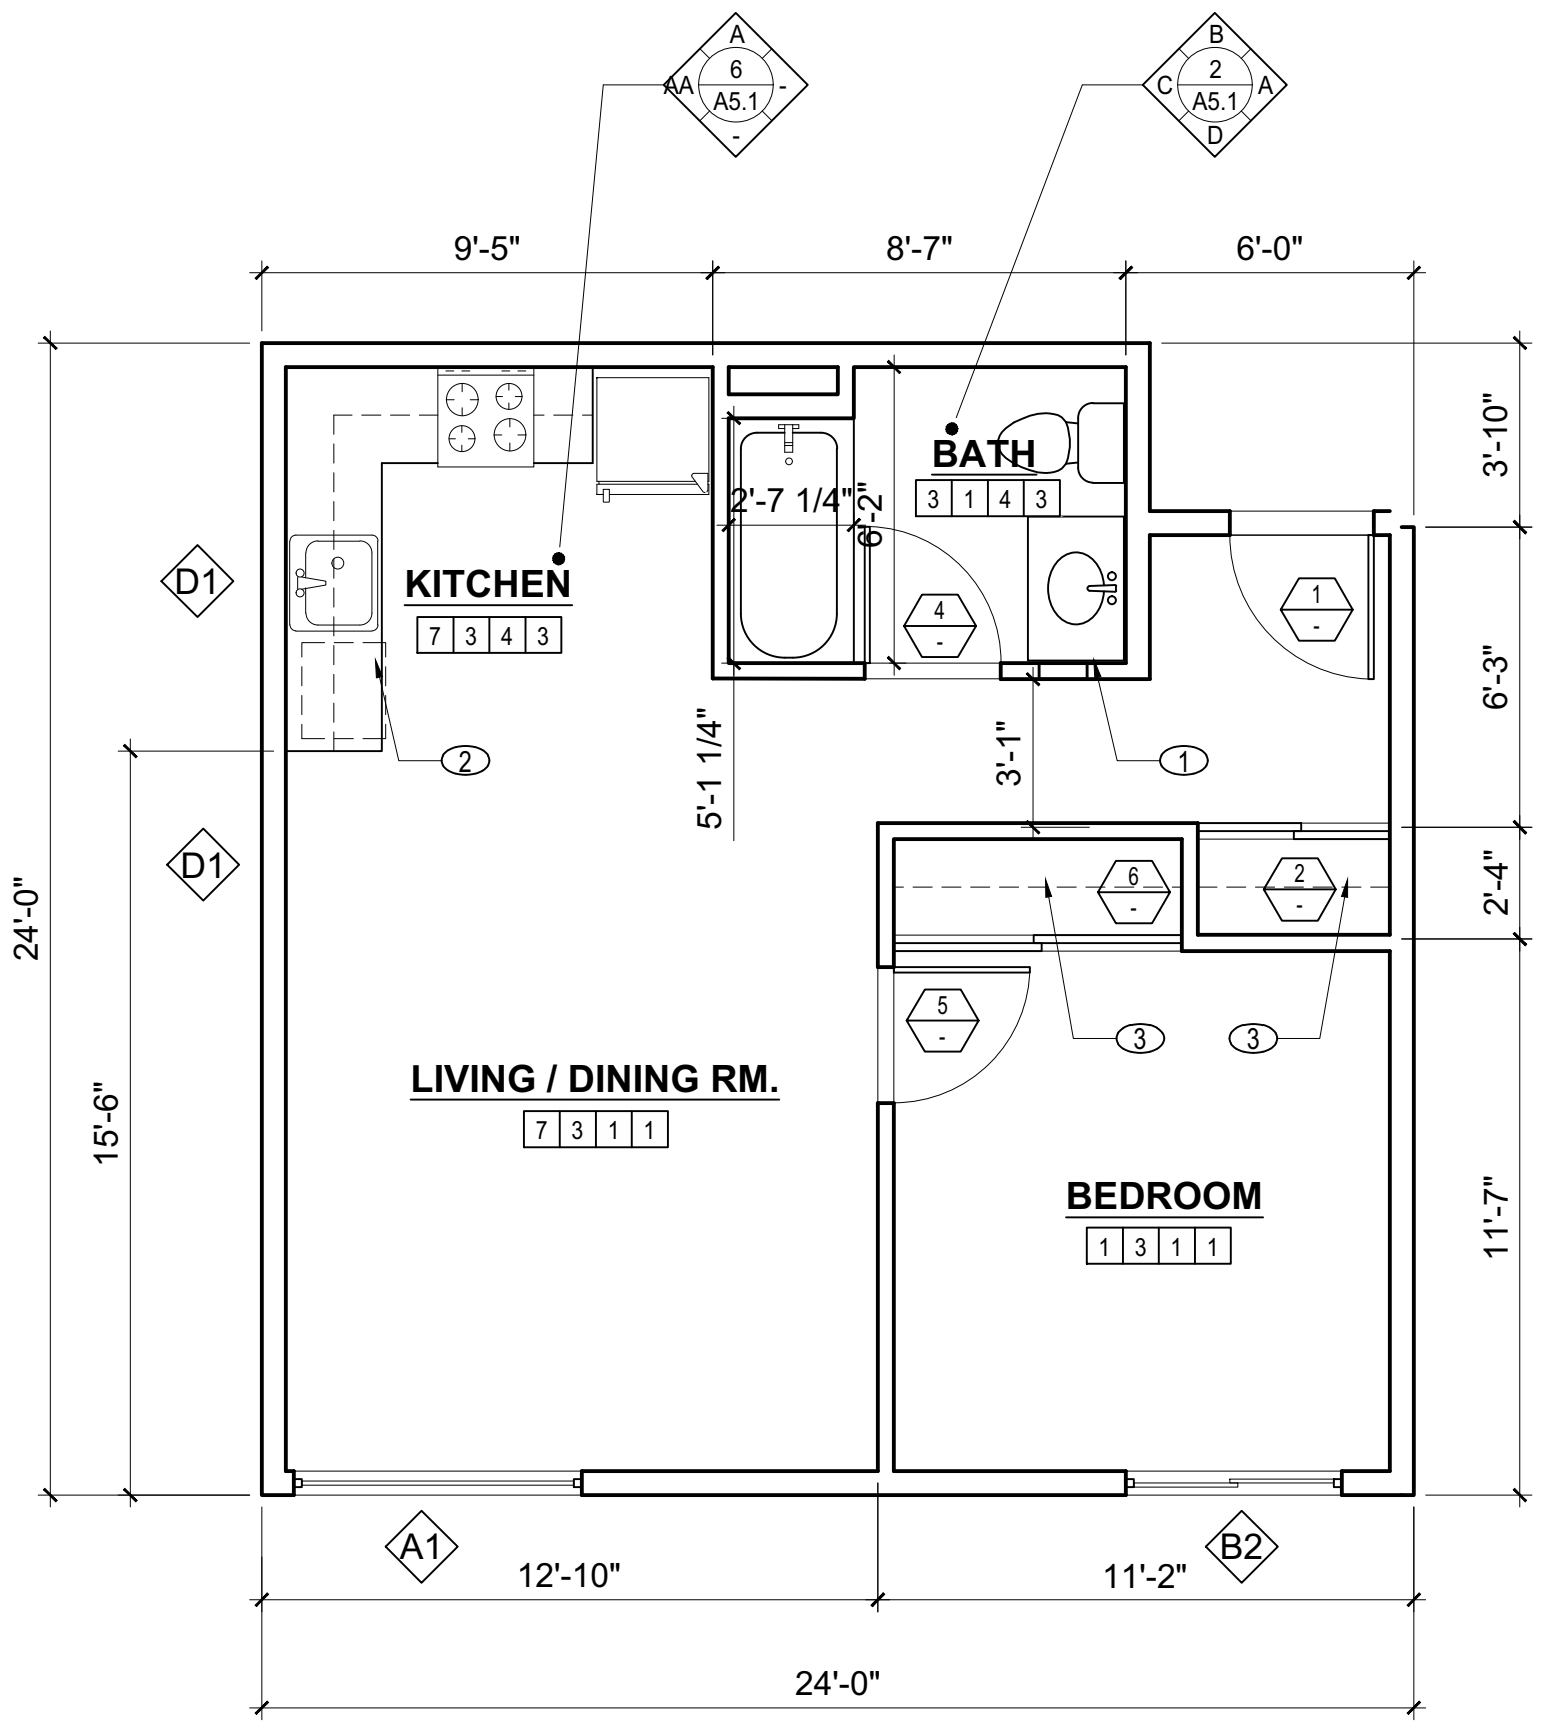 A
AA 6 -
A5.1
-
B
C 2 A
A5.1
D
9'-5" 8'-7" 6'-0"
3'-10"
BATH
3 1 4 3
2'-7 1/4"
6'-2"
D1
KITCHEN
7 3 4 3
4
-
1
-
6'-3"
5'-1 1/4"
3'-1"
2
1
D1
24'-0"
6
-
2
-
2'-4"
5
-
3
3
15'-6"
LIVING / DINING RM.
7 3 1 1
BEDROOM
1 3 1 1
11'-7"
A1
B2
12'-10" 11'-2"
24'-0"